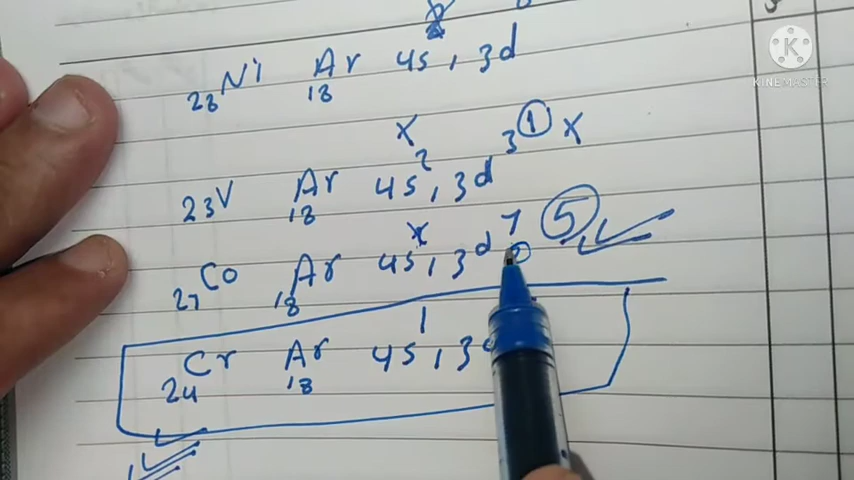 K
KINEMASTER
28Ni Ar 4s, 3d
18
X 3 ① X
23V Ar 4s2, 3d
18
X 7 ⑤
27Co Ar 4s, 3d
18
1
24Cr Ar 4s, 3
18